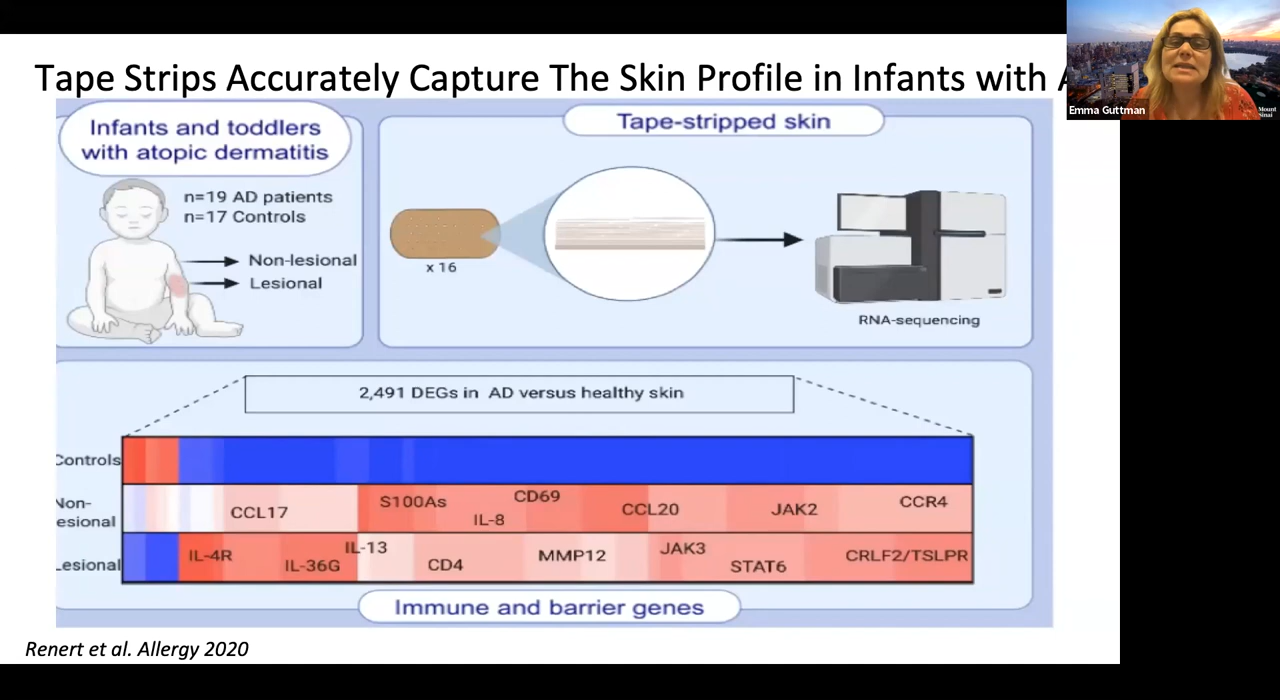 Tape Strips Accurately Capture The Skin Profile in Infants with A
Emma Guttman
Mount
Sinai
Infants and toddlers
with atopic dermatitis
n=19 AD patients
n=17 Controls
Non-lesional
Lesional
Tape-stripped skin
x 16
RNA-sequencing
2,491 DEGs in AD versus healthy skin
Controls
Non-
esional
Lesional
CCL17
S100As
IL-8
CD69
CCL20
JAK2
CCR4
IL-4R
IL-36G
IL-13
CD4
MMP12
JAK3
STAT6
CRLF2/TSLPR
Immune and barrier genes
Renert et al. Allergy 2020